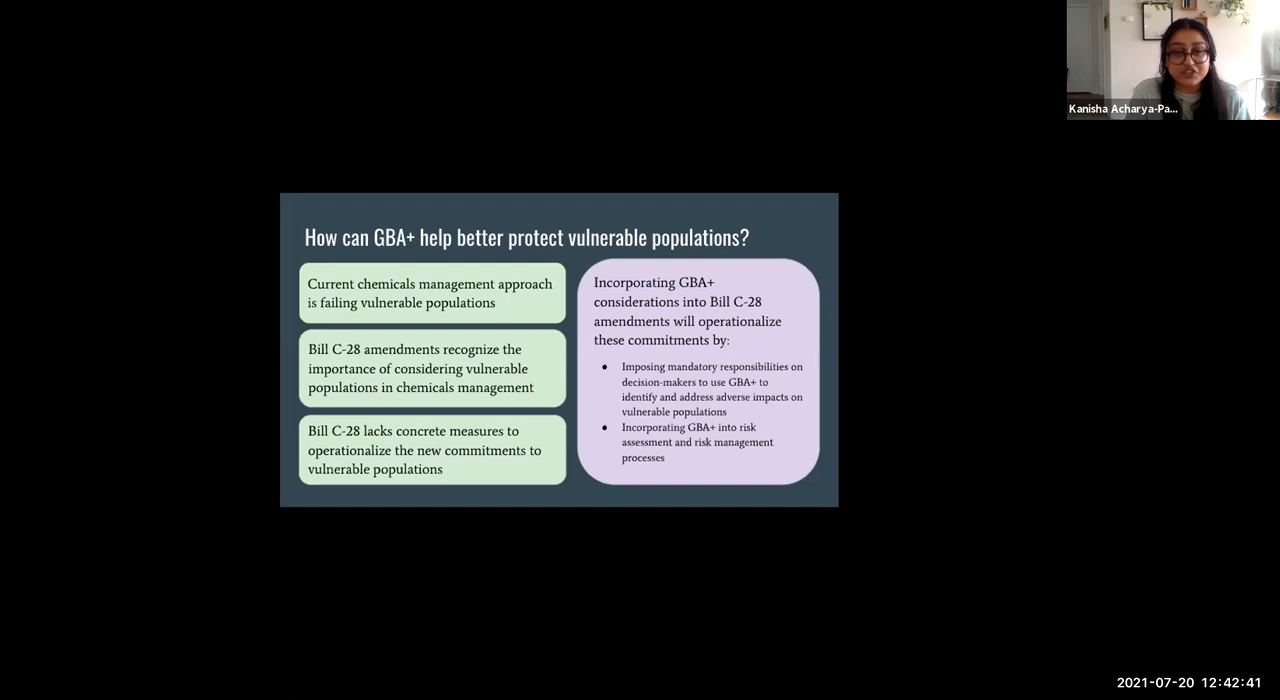 Kanisha Acharya-Pa...
How can GBA+ help better protect vulnerable populations?
Current chemicals management approach
is failing vulnerable populations
Bill C-28 amendments recognize the
importance of considering vulnerable
populations in chemicals management
Bill C-28 lacks concrete measures to
operationalize the new commitments to
vulnerable populations
Incorporating GBA+
considerations into Bill C-28
amendments will operationalize
these commitments by:
● Imposing mandatory responsibilities on
decision-makers to use GBA+ to
identify and address adverse impacts on
vulnerable populations
● Incorporating GBA+ into risk
assessment and risk management
processes
2021-07-20 12:42:41